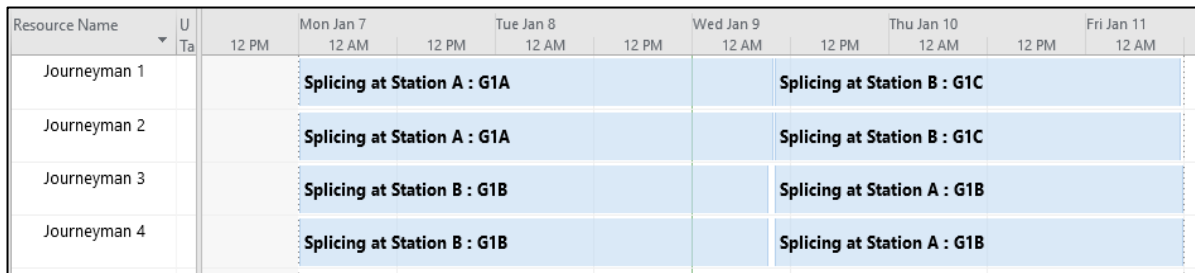 Resource Name U Mon Jan 7 Tue Jan 8 Wed Jan 9 Thu Jan 10 Fri Jan 11
Ta 12 PM 12 AM 12 PM 12 AM 12 PM 12 AM 12 PM 12 AM 12 PM 12 AM
Journeyman 1 Splicing at Station A : G1A Splicing at Station B : G1C
Journeyman 2 Splicing at Station A : G1A Splicing at Station B : G1C
Journeyman 3 Splicing at Station B : G1B Splicing at Station A : G1B
Journeyman 4 Splicing at Station B : G1B Splicing at Station A : G1B